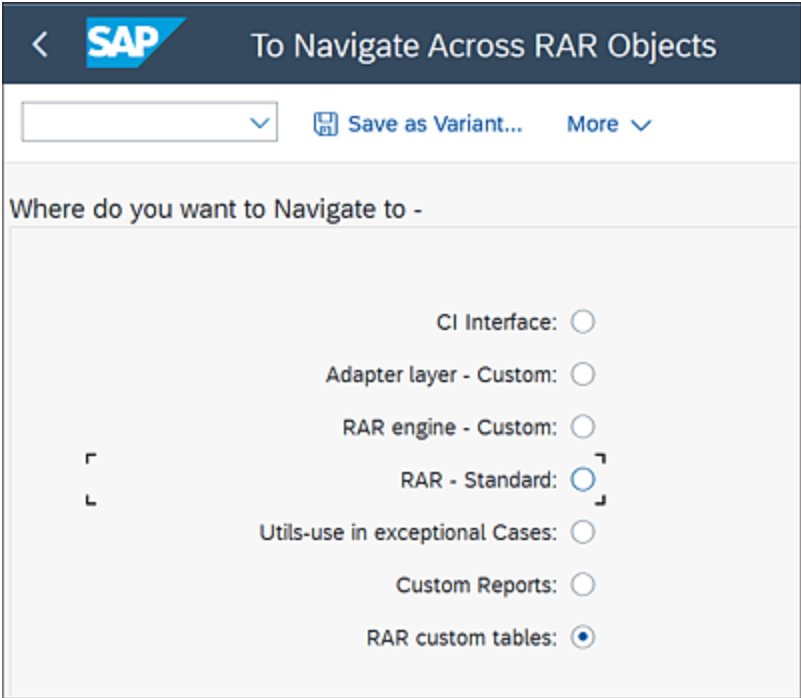 SAP To Navigate Across RAR Objects
Save as Variant... More
Where do you want to Navigate to -
CI Interface:
Adapter layer - Custom:
RAR engine - Custom:
RAR - Standard:
Utils-use in exceptional Cases:
Custom Reports:
RAR custom tables: